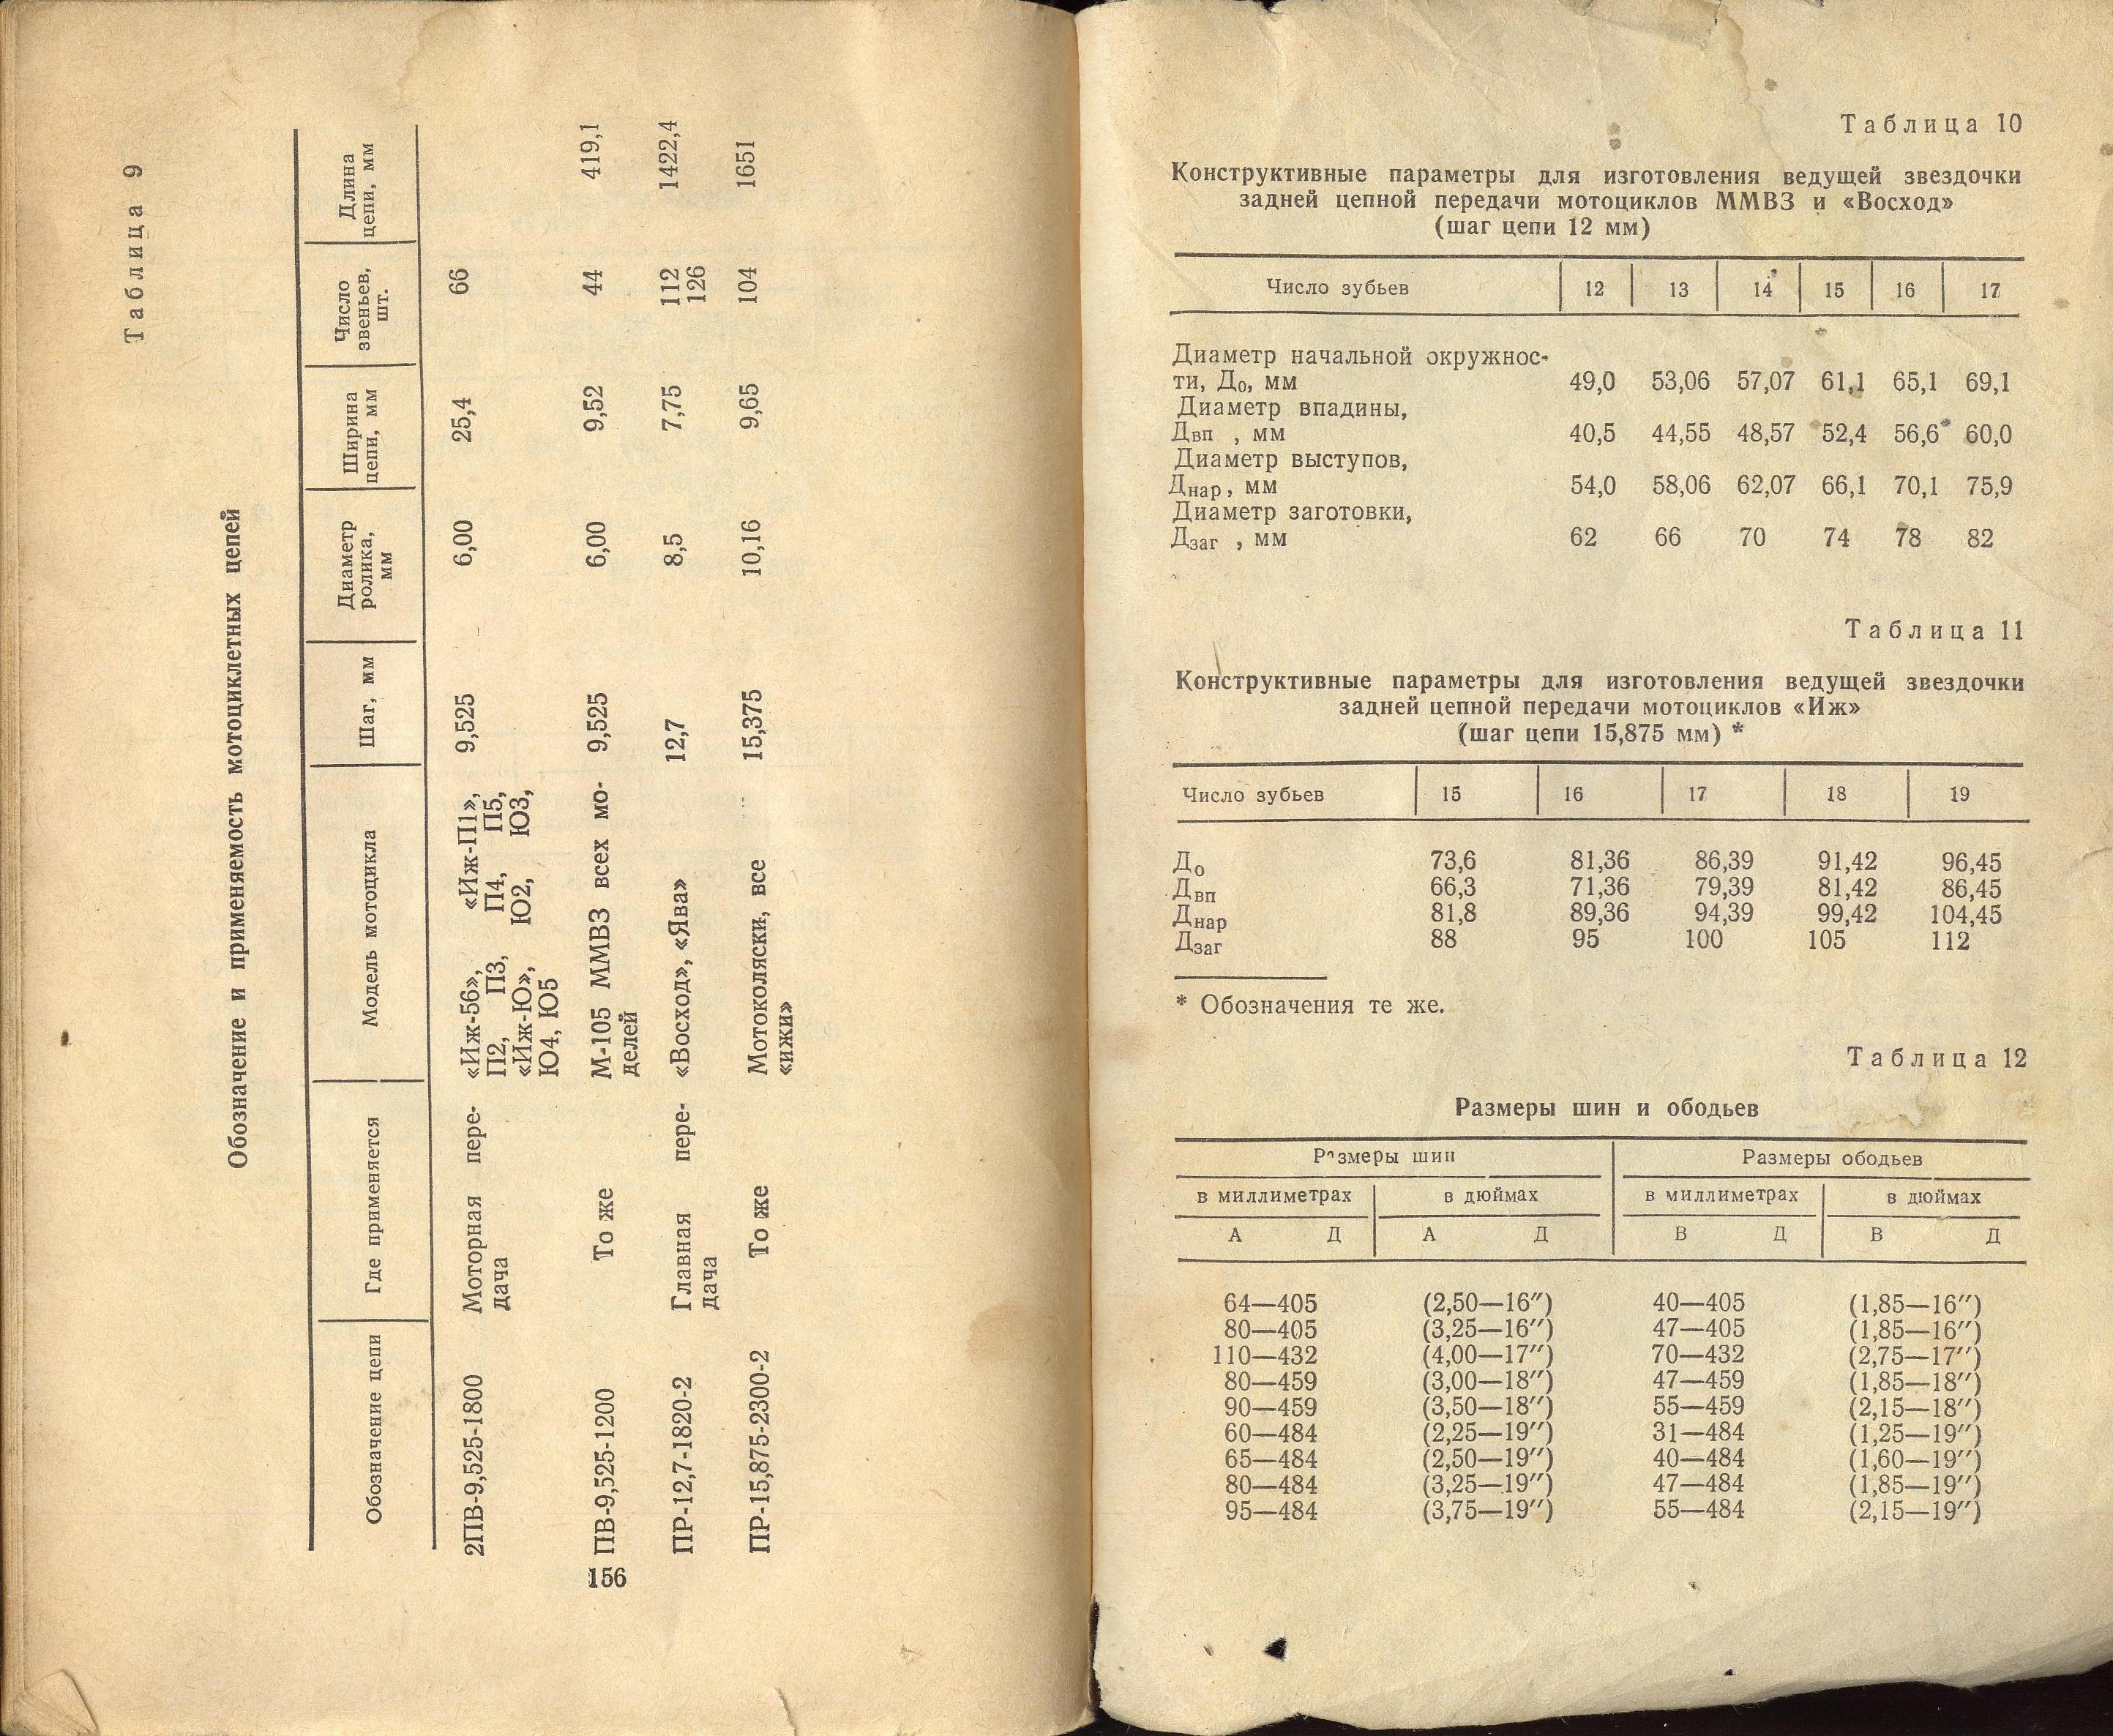 Таблица 9
Обозначение и применяемость мотоциклетных цепей
Обозначение цепи | Где применяется | Модель мотоцикла | Шаг, мм | Диаметр ролика, мм | Ширина цепи, мм | Число звеньев, шт. | Длина цепи, мм
2ПВ-9,525-1800 Моторная пере- «Иж-56», «Иж-П1», 9,525 6,00 25,4 66
дача П2, П3, П4, П5,
«Иж-Ю», Ю2, Ю3,
Ю4, Ю5
ПВ-9,525-1200 То же М-105 ММВЗ всех мо- 9,525 6,00 9,52 44 419,1
делей
ПР-12,7-1820-2 Главная пере- «Восход», «Ява» 12,7 8,5 7,75 112 1422,4
дача 126
ПР-15,875-2300-2 То же Мотоколяски, все 15,375 10,16 9,65 104 1651
«ижи»
156
Таблица 10
Конструктивные параметры для изготовления ведущей звездочки
задней цепной передачи мотоциклов ММВЗ и «Восход»
(шаг цепи 12 мм)
Число зубьев | 12 | 13 | 14 | 15 | 16 | 17
Диаметр начальной окружнос-
ти, До, мм 49,0 53,06 57,07 61,1 65,1 69,1
Диаметр впадины,
Двп , мм 40,5 44,55 48,57 52,4 56,6 60,0
Диаметр выступов,
Днар, мм 54,0 58,06 62,07 66,1 70,1 75,9
Диаметр заготовки,
Дзаг , мм 62 66 70 74 78 82
Таблица 11
Конструктивные параметры для изготовления ведущей звездочки
задней цепной передачи мотоциклов «Иж»
(шаг цепи 15,875 мм) *
Число зубьев | 15 | 16 | 17 | 18 | 19
До 73,6 81,36 86,39 91,42 96,45
Двп 66,3 71,36 79,39 81,42 86,45
Днар 81,8 89,36 94,39 99,42 104,45
Дзаг 88 95 100 105 112
* Обозначения те же.
Таблица 12
Размеры шин и ободьев
Размеры шин | Размеры ободьев
в миллиметрах | в дюймах | в миллиметрах | в дюймах
А Д | А Д | В Д | В Д
64—405 (2,50—16″) 40—405 (1,85—16″)
80—405 (3,25—16″) 47—405 (1,85—16″)
110—432 (4,00—17″) 70—432 (2,75—17″)
80—459 (3,00—18″) 47—459 (1,85—18″)
90—459 (3,50—18″) 55—459 (2,15—18″)
60—484 (2,25—19″) 31—484 (1,25—19″)
65—484 (2,50—19″) 40—484 (1,60—19″)
80—484 (3,25—19″) 47—484 (1,85—19″)
95—484 (3,75—19″) 55—484 (2,15—19″)